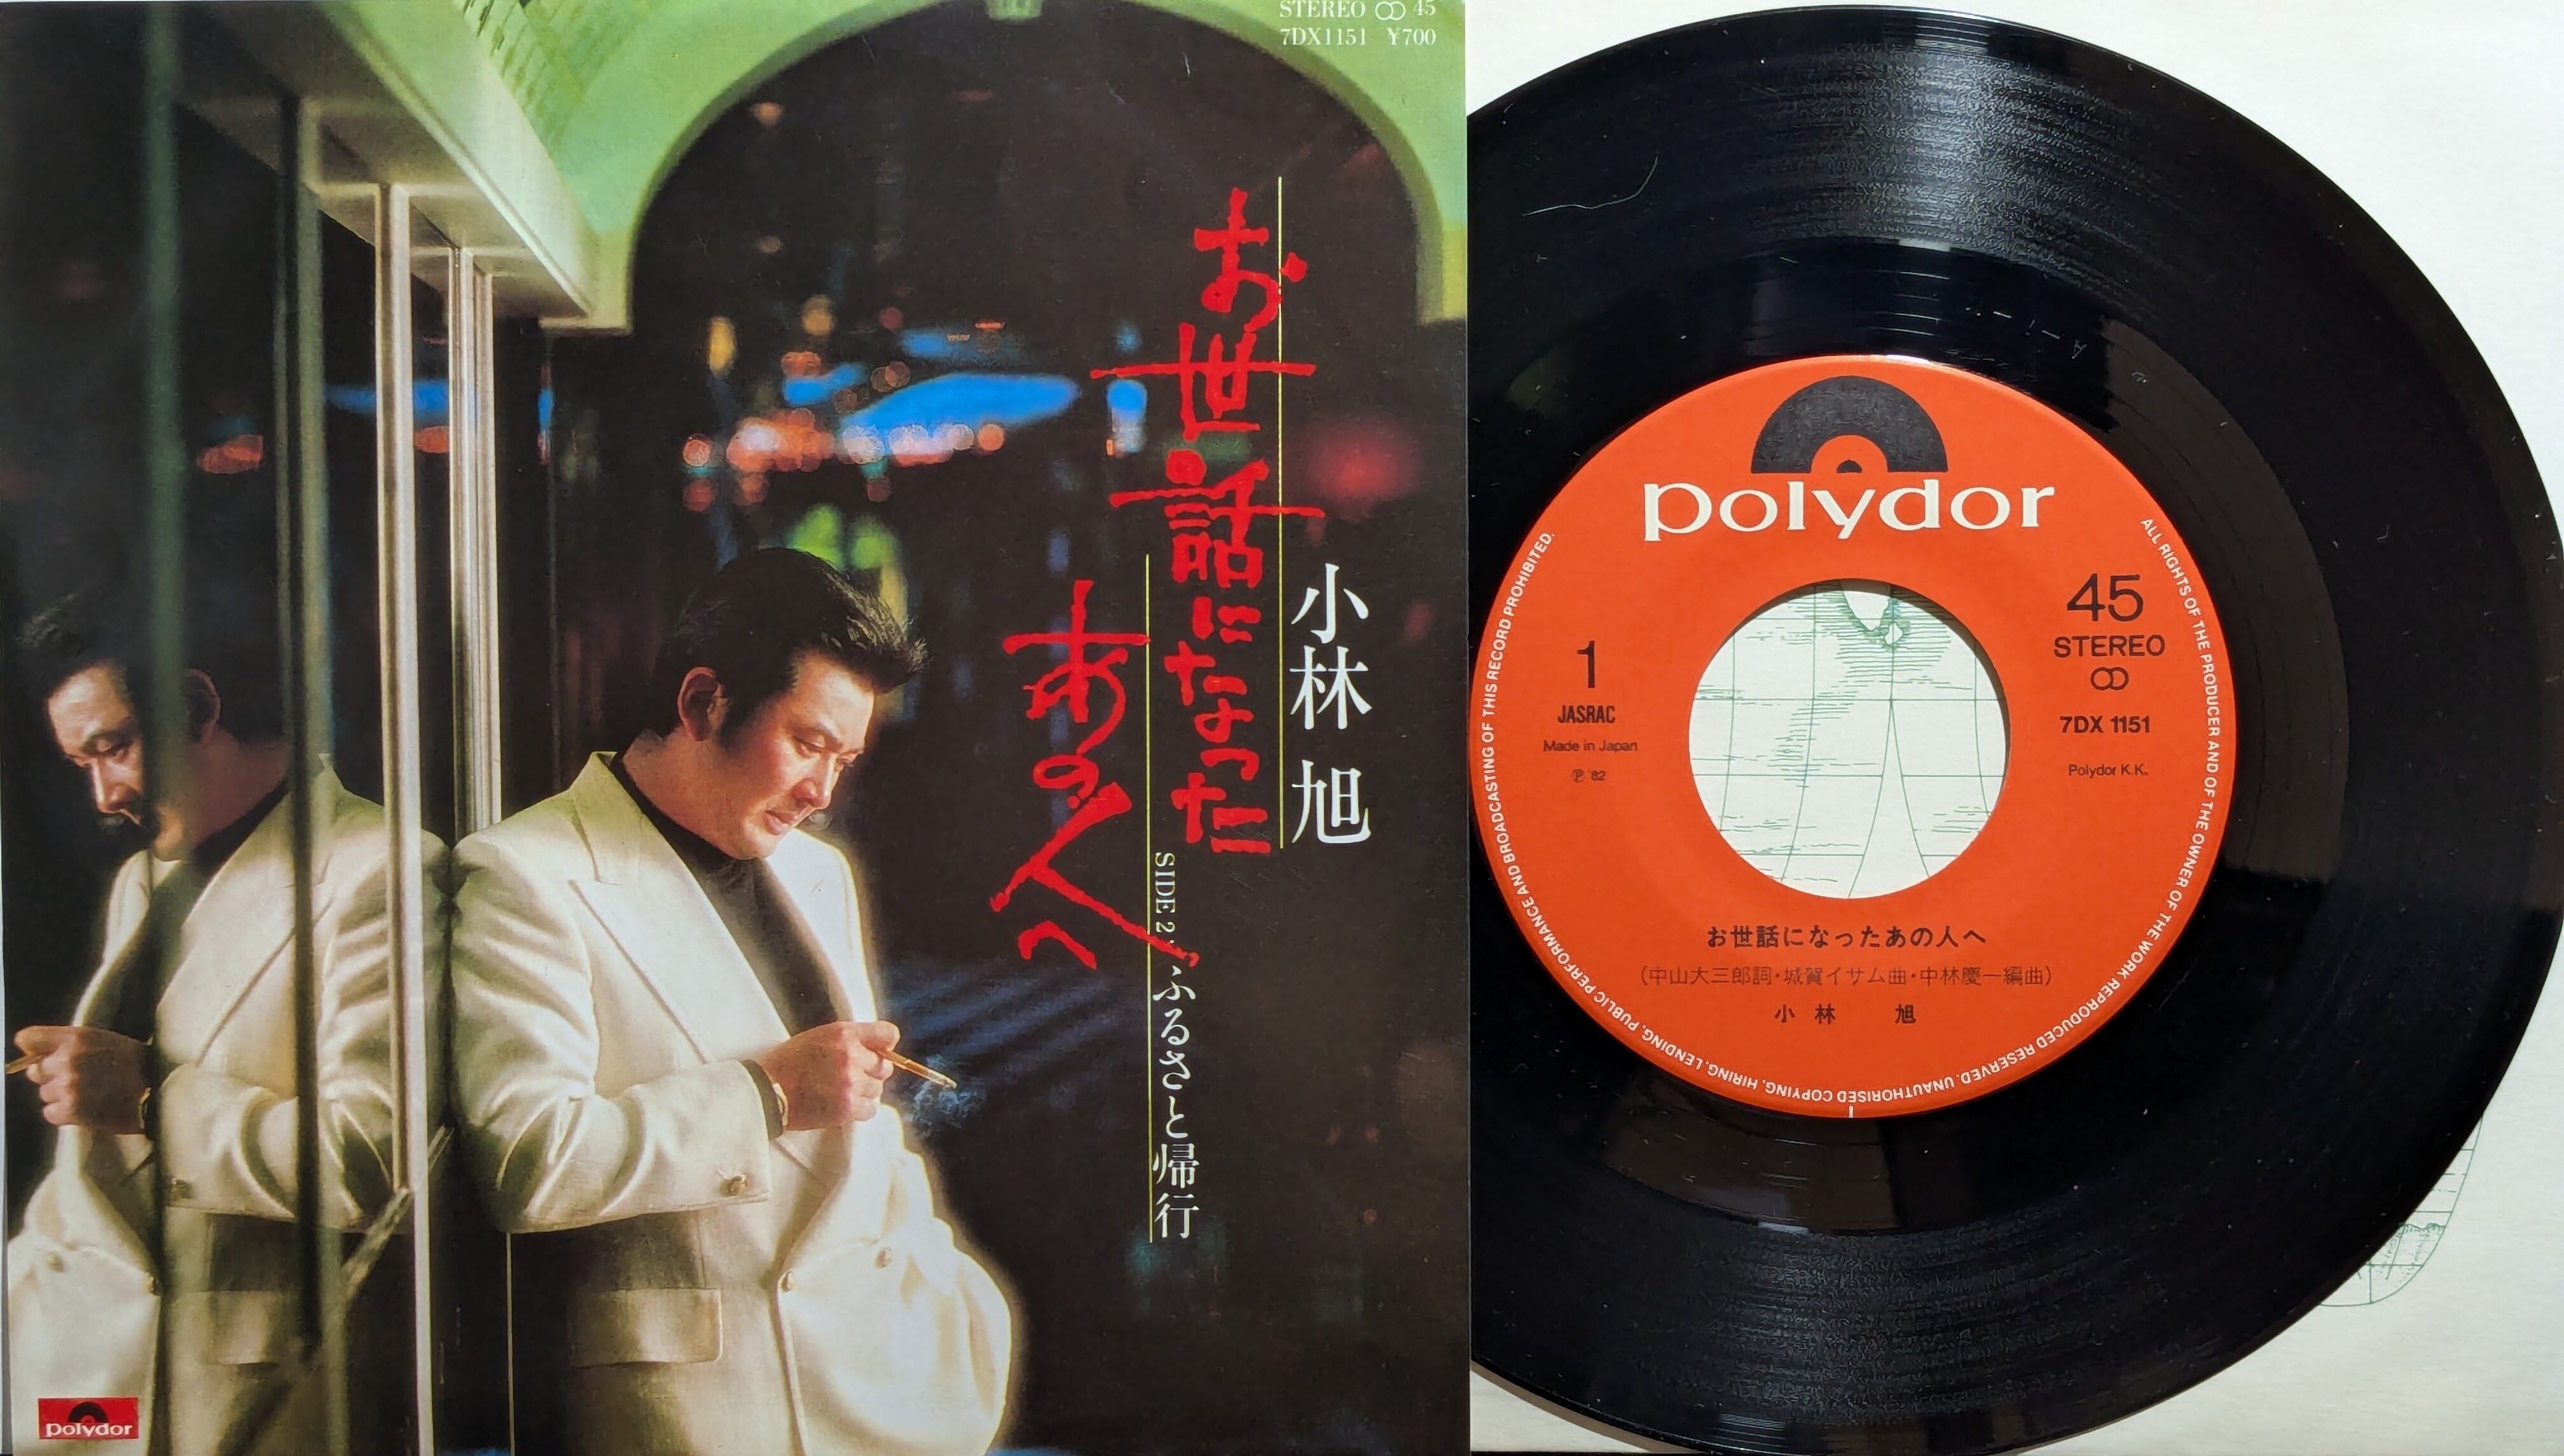 STEREO ∞ 45
7DX1151 ¥700
お世話になった
あの人へ
小林 旭
SIDE 2・ふるさと帰行
polydor
polydor
45
STEREO
∞
7DX 1151
Polydor K.K.
1
JASRAC
Made in Japan
Ⓟ '82
お世話になったあの人へ
(中山大三郎詞・城賀イサム曲・中林慶一編曲)
小林 旭
ALL RIGHTS OF THE PRODUCER AND OF THE OWNER OF THE WORK REPRODUCED RESERVED. UNAUTHORISED COPYING, HIRING, LENDING, PUBLIC PERFORMANCE AND BROADCASTING OF THIS RECORD PROHIBITED.